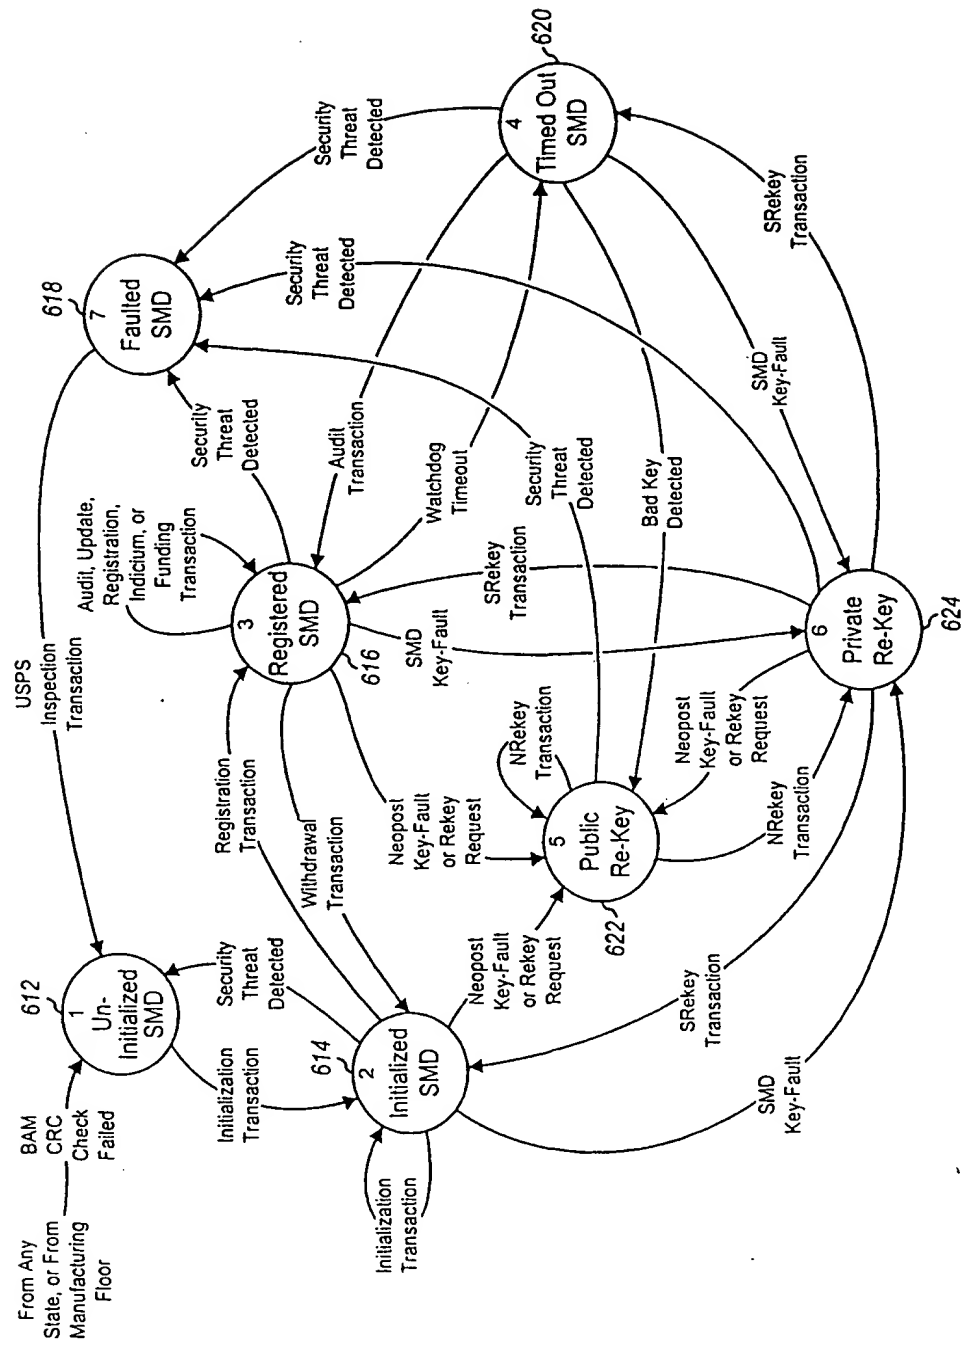 From Any
State, or From
Manufacturing
Floor
BAM
CRC
Check
Failed
612
1
Un-
Initialized
SMD
USPS
Inspection
Transaction
618
7
Faulted
SMD
Security
Threat
Detected
Initialization
Transaction
Security
Threat
Detected
614
2
Initialized
SMD
Initialization
Transaction
Registration
Transaction
Withdrawal
Transaction
Audit, Update,
Registration,
Indicium, or
Funding
Transaction
3
Registered
SMD
616
Security
Threat
Detected
Security
Threat
Detected
Audit
Transaction
Watchdog
Timeout
4
Timed Out
SMD
620
Neopost
Key-Fault
or Rekey
Request
Neopost
Key-Fault
or Rekey
Request
SMD
Key-Fault
SRekey
Transaction
Security
Threat
Detected
NRekey
Transaction
5
Public
Re-Key
622
Bad Key
Detected
SMD
Key-Fault
SRekey
Transaction
Neopost
Key-Fault
or Rekey
Request
NRekey
Transaction
6
Private
Re-Key
624
SRekey
Transaction
SMD
Key-Fault